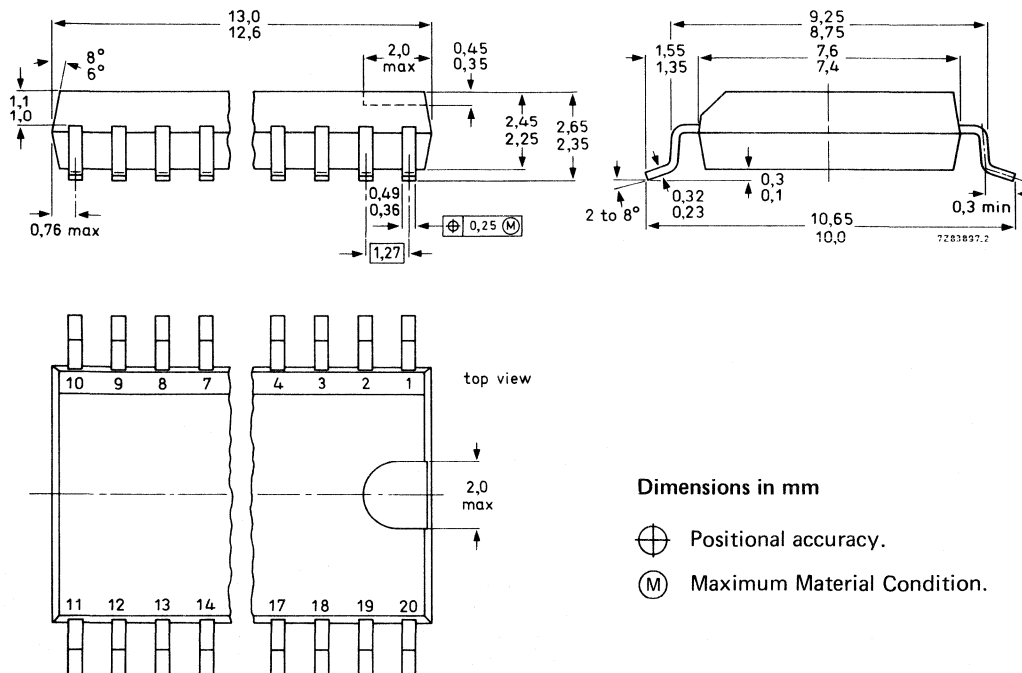 13,0
12,6
8°
6°
2,0
max
0,45
0,35
1,1
1,0
2,45
2,25
2,65
2,35
0,49
0,36
0,76 max
⌖ 0,25 Ⓜ
1,27
9,25
8,75
1,55
1,35
7,6
7,4
0,3
0,1
0,32
0,23
2 to 8°
0,3 min
10,65
10,0
7Z83897.2
10 9 8 7 4 3 2 1
top view
2,0
max
11 12 13 14 17 18 19 20
Dimensions in mm
⌖ Positional accuracy.
Ⓜ Maximum Material Condition.